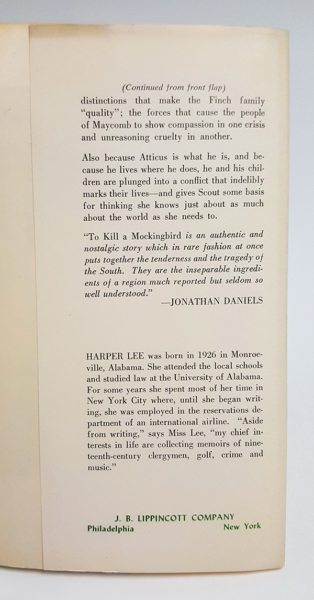 (Continued from front flap)
distinctions that make the Finch family
“quality”; the forces that cause the people
of Maycomb to show compassion in one crisis
and unreasoning cruelty in another.
Also because Atticus is what he is, and be-
cause he lives where he does, he and his chil-
dren are plunged into a conflict that indelibly
marks their lives—and gives Scout some basis
for thinking she knows just about as much
about the world as she needs to.
“To Kill a Mockingbird is an authentic and
nostalgic story which in rare fashion at once
puts together the tenderness and the tragedy of
the South. They are the inseparable ingredi-
ents of a region much reported but seldom so
well understood.”
—JONATHAN DANIELS
HARPER LEE was born in 1926 in Monroe-
ville, Alabama. She attended the local schools
and studied law at the University of Alabama.
For some years she spent most of her time in
New York City where, until she began writ-
ing, she was employed in the reservations de-
partment of an international airline. “Aside
from writing,” says Miss Lee, “my chief in-
terests in life are collecting memoirs of nine-
teenth-century clergymen, golf, crime and
music.”
J. B. LIPPINCOTT COMPANY
Philadelphia New York